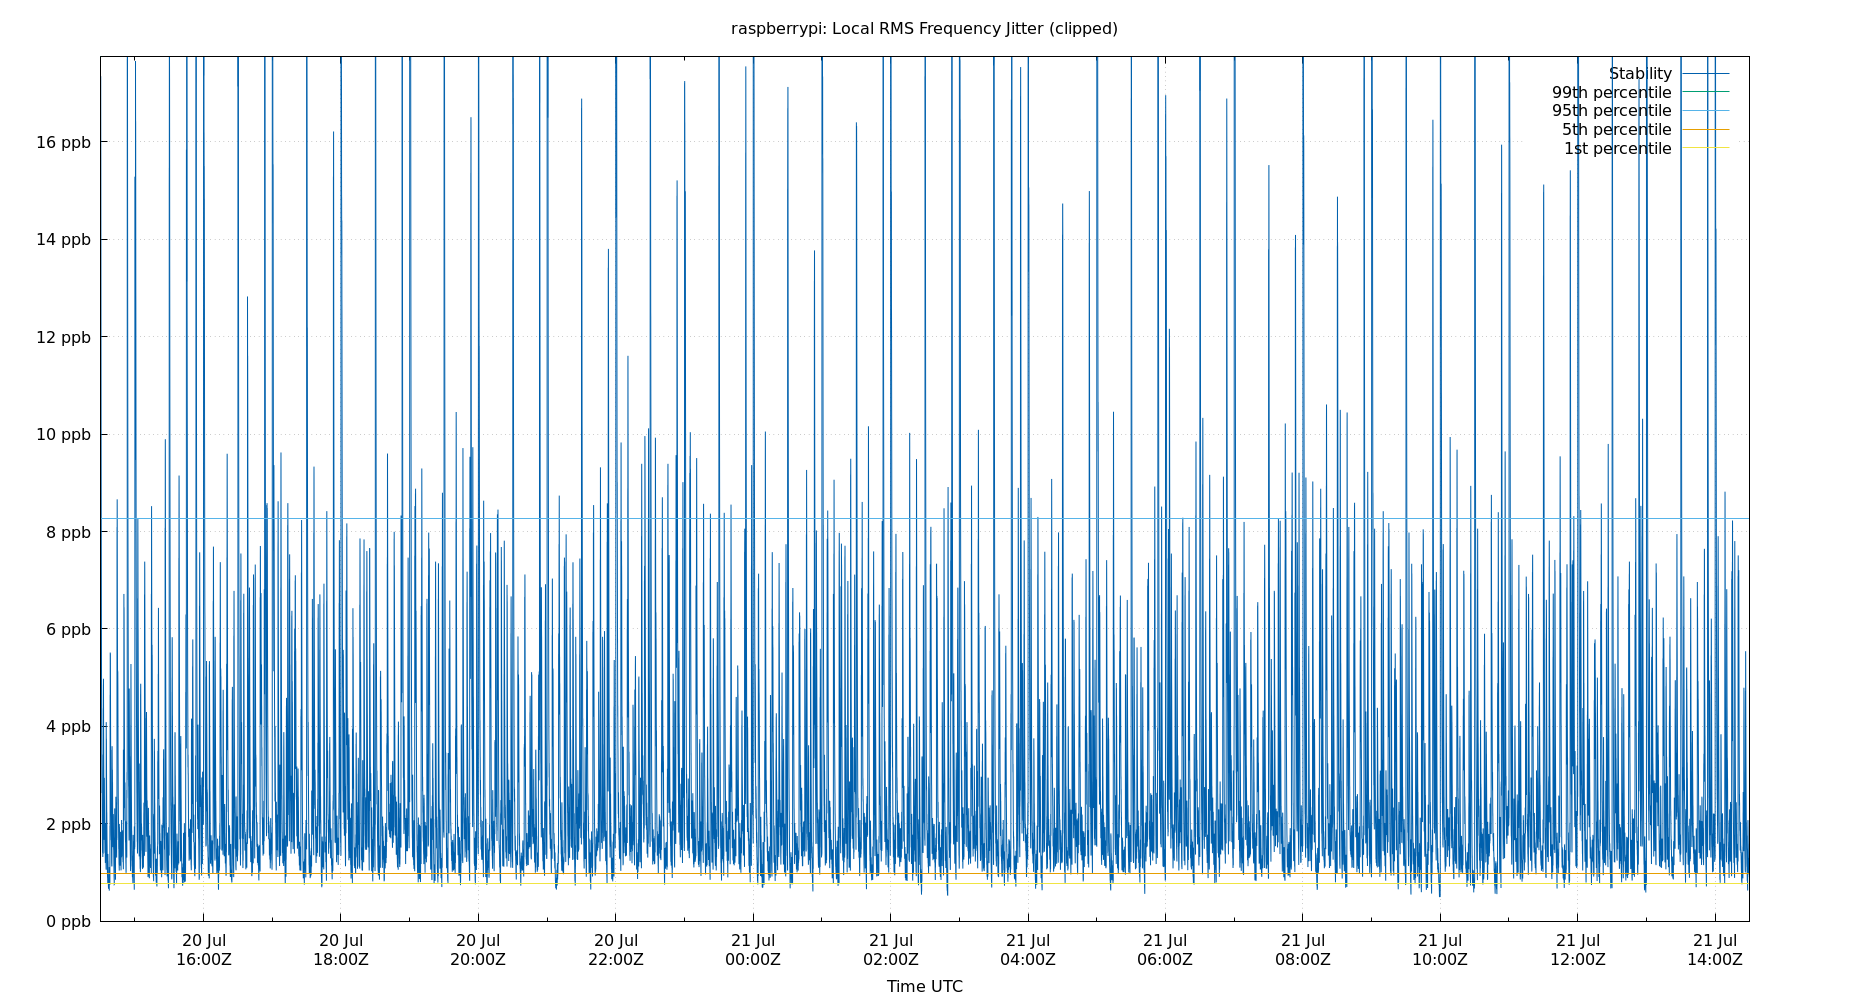 raspberrypi: Local RMS Frequency Jitter (clipped)
Stability
99th percentile
95th percentile
5th percentile
1st percentile
16 ppb
14 ppb
12 ppb
10 ppb
8 ppb
6 ppb
4 ppb
2 ppb
0 ppb
20 Jul 20 Jul 20 Jul 20 Jul 21 Jul 21 Jul 21 Jul 21 Jul 21 Jul 21 Jul 21 Jul 21 Jul
16:00Z 18:00Z 20:00Z 22:00Z 00:00Z 02:00Z 04:00Z 06:00Z 08:00Z 10:00Z 12:00Z 14:00Z
Time UTC